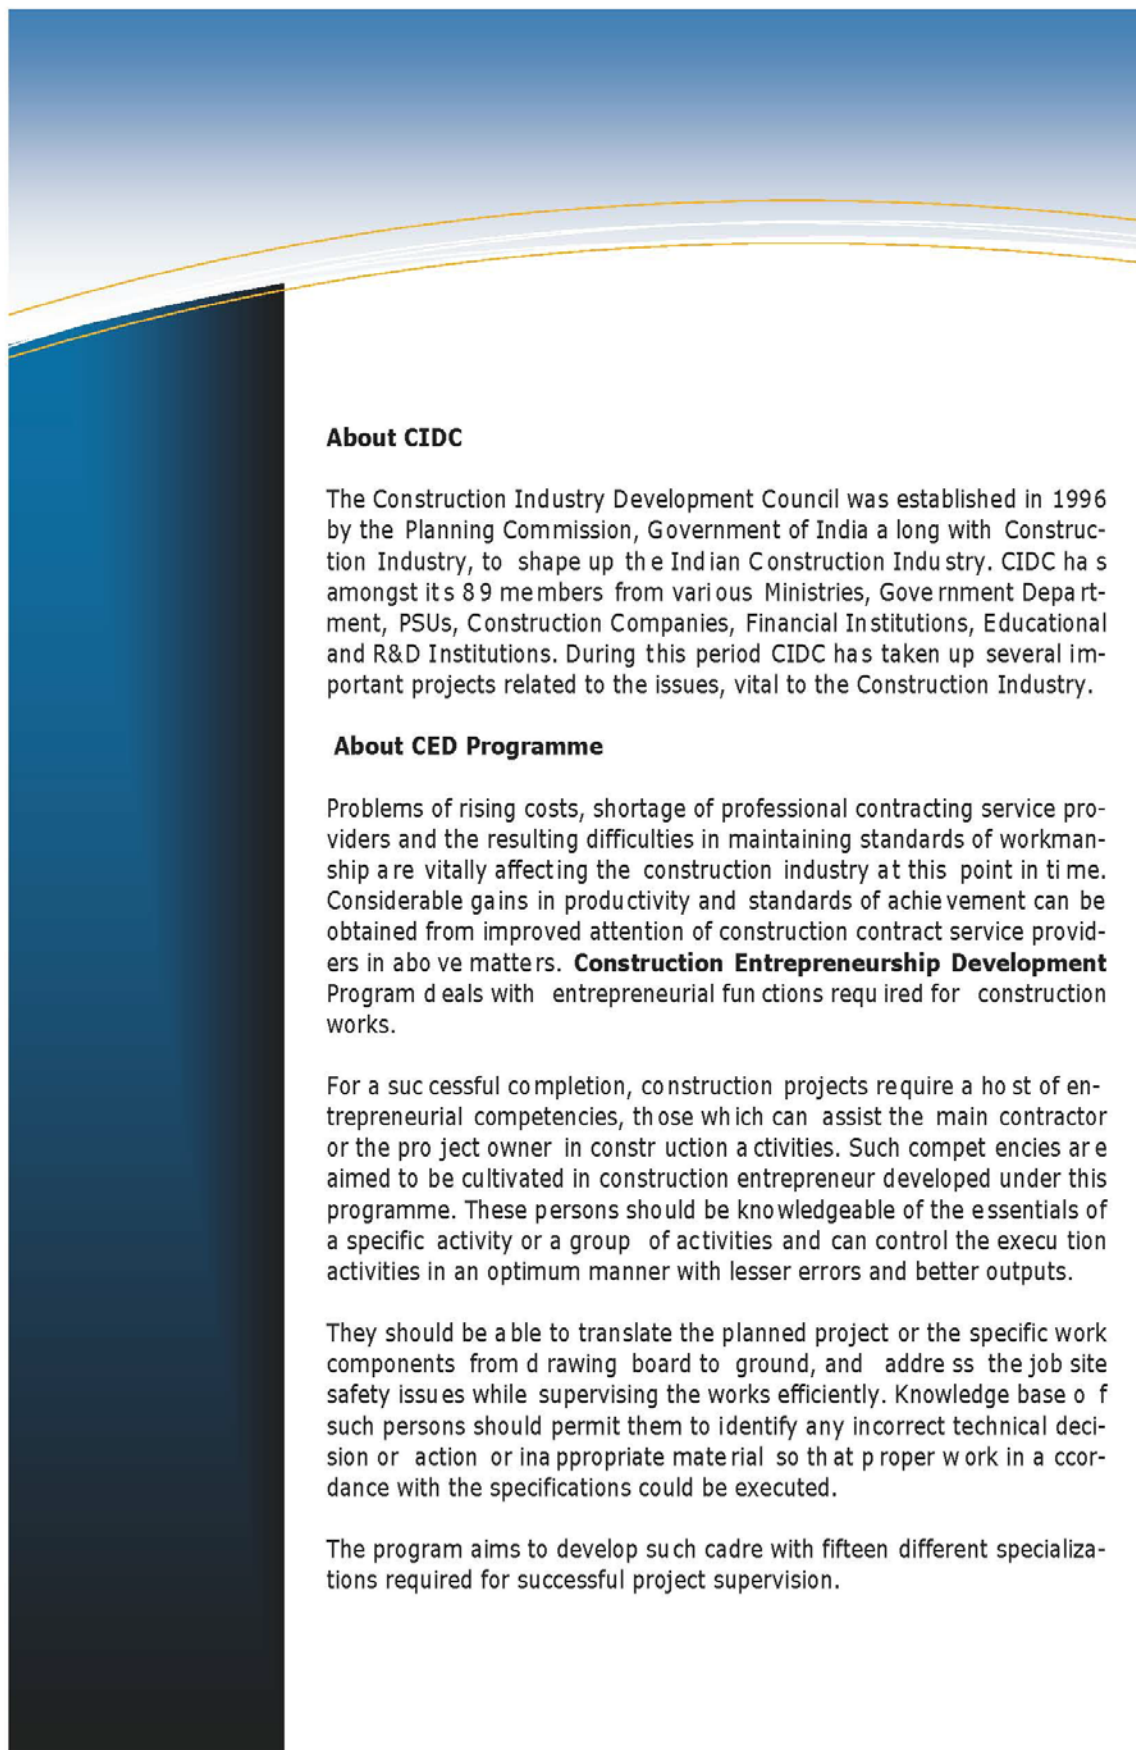 About CIDC
The Construction Industry Development Council was established in 1996
by the Planning Commission, Government of India a long with Construc-
tion Industry, to shape up the Indian Construction Industry. CIDC has
amongst its 89 members from various Ministries, Government Depart-
ment, PSUs, Construction Companies, Financial Institutions, Educational
and R&D Institutions. During this period CIDC has taken up several im-
portant projects related to the issues, vital to the Construction Industry.
About CED Programme
Problems of rising costs, shortage of professional contracting service pro-
viders and the resulting difficulties in maintaining standards of workman-
ship are vitally affecting the construction industry at this point in time.
Considerable gains in productivity and standards of achievement can be
obtained from improved attention of construction contract service provid-
ers in above matters. Construction Entrepreneurship Development
Program deals with entrepreneurial functions required for construction
works.
For a successful completion, construction projects require a host of en-
trepreneurial competencies, those which can assist the main contractor
or the project owner in construction activities. Such competencies are
aimed to be cultivated in construction entrepreneur developed under this
programme. These persons should be knowledgeable of the essentials of
a specific activity or a group of activities and can control the execution
activities in an optimum manner with lesser errors and better outputs.
They should be able to translate the planned project or the specific work
components from drawing board to ground, and address the job site
safety issues while supervising the works efficiently. Knowledge base of
such persons should permit them to identify any incorrect technical deci-
sion or action or inappropriate material so that proper work in accor-
dance with the specifications could be executed.
The program aims to develop such cadre with fifteen different specializa-
tions required for successful project supervision.